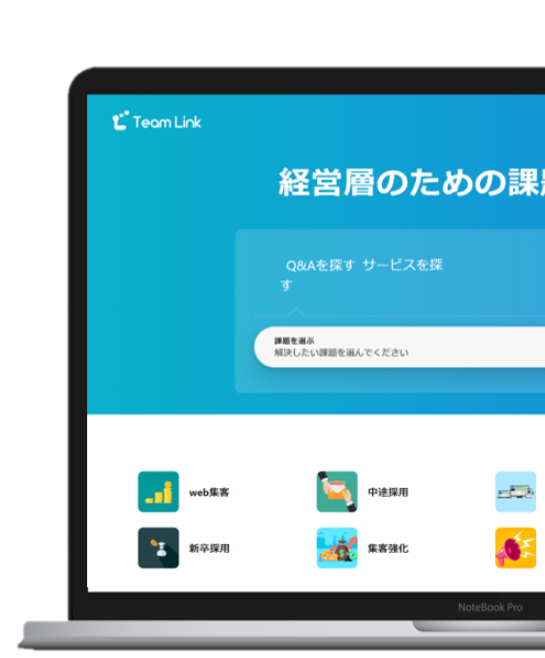 Team Link
経営層のための課
Q&Aを探す サービスを探
す
課題を選ぶ
解決したい課題を選んでください
web集客
中途採用
新卒採用
集客強化
NoteBook Pro